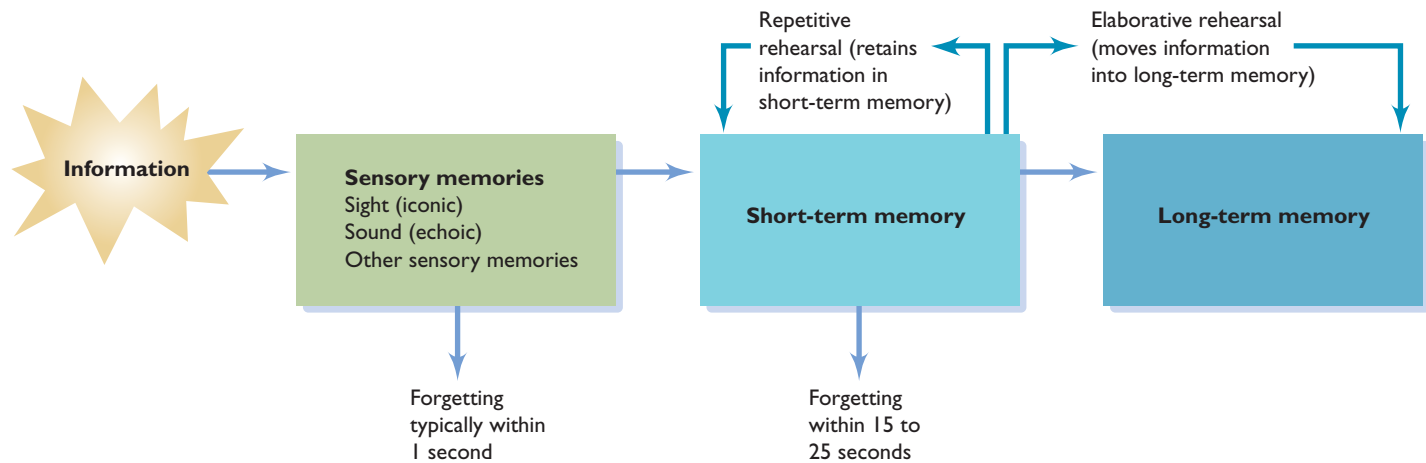 Information
Sensory memories
Sight (iconic)
Sound (echoic)
Other sensory memories
Forgetting
typically within
1 second
Repetitive
rehearsal (retains
information in
short-term memory)
Short-term memory
Forgetting
within 15 to
25 seconds
Elaborative rehearsal
(moves information
into long-term memory)
Long-term memory